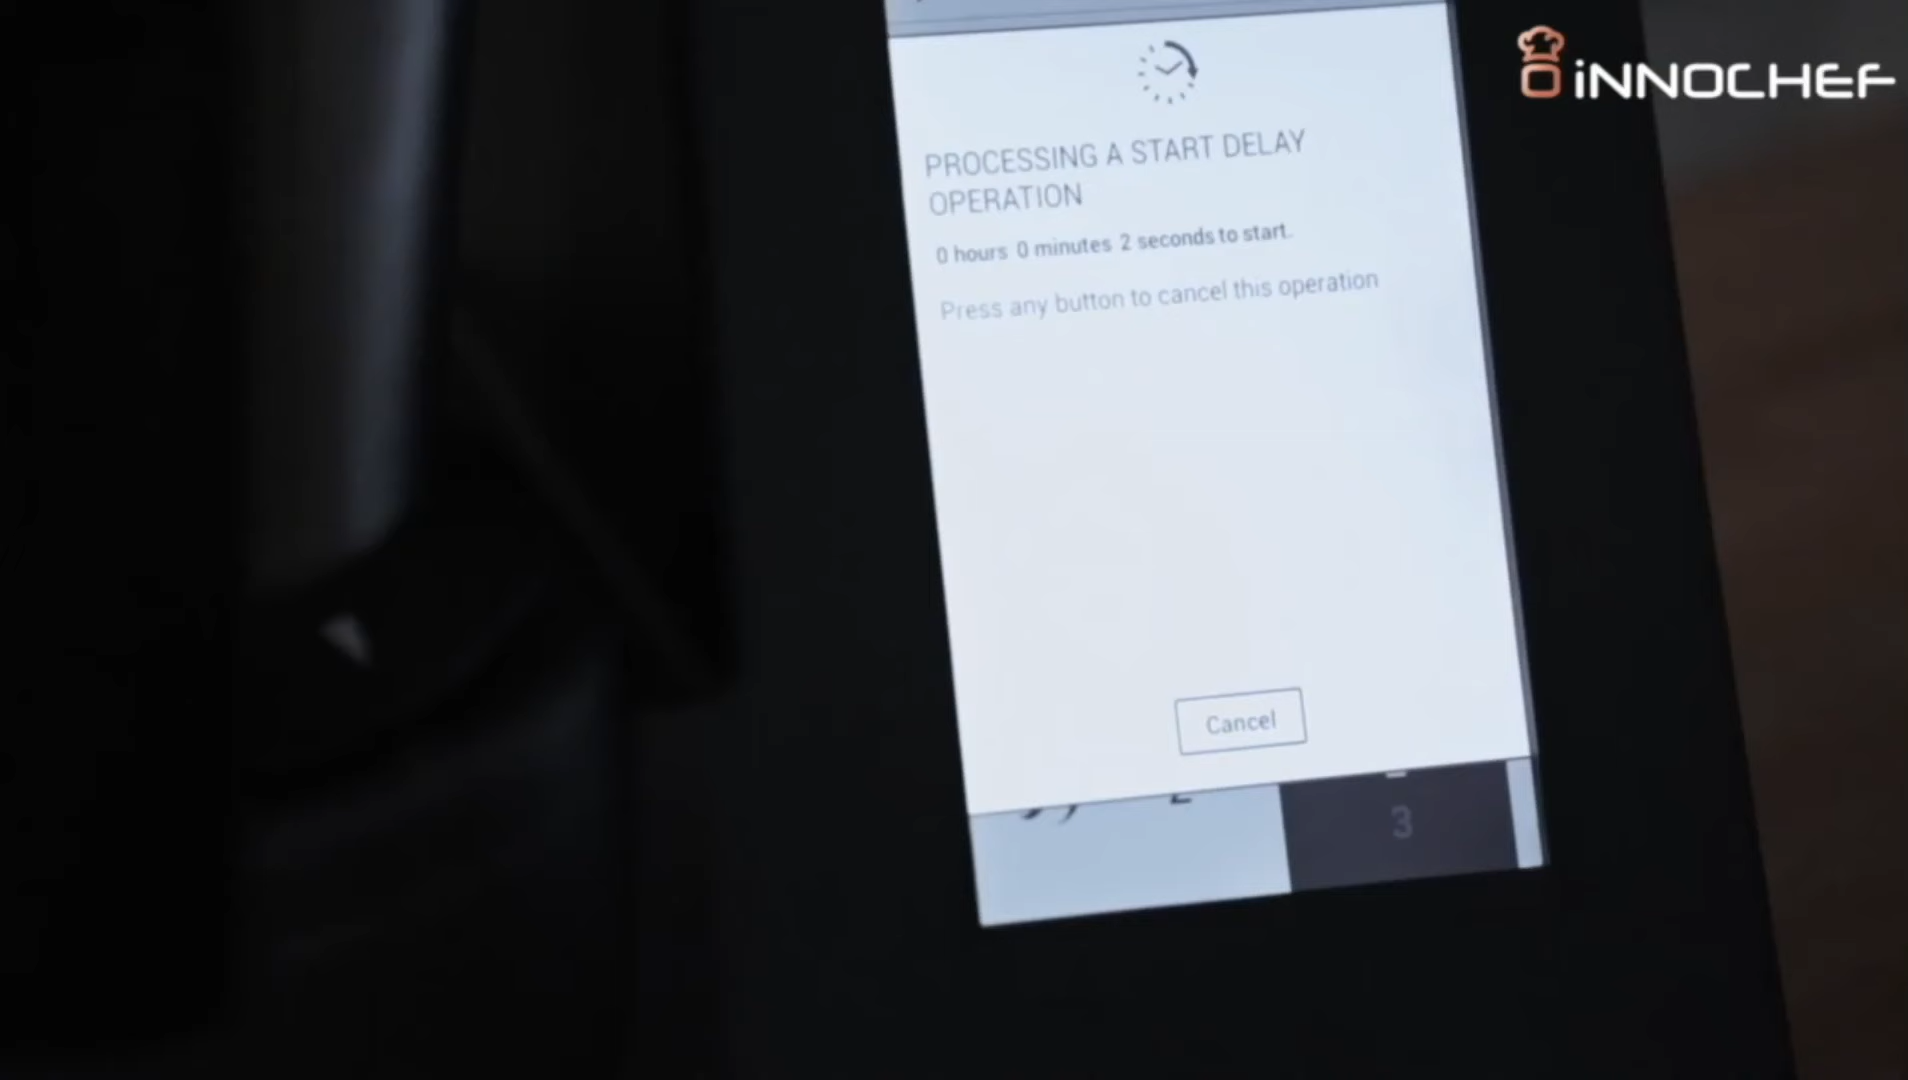 iNNOCHEF
PROCESSING A START DELAY
OPERATION
0 hours 0 minutes 2 seconds to start.
Press any button to cancel this operation
Cancel
3